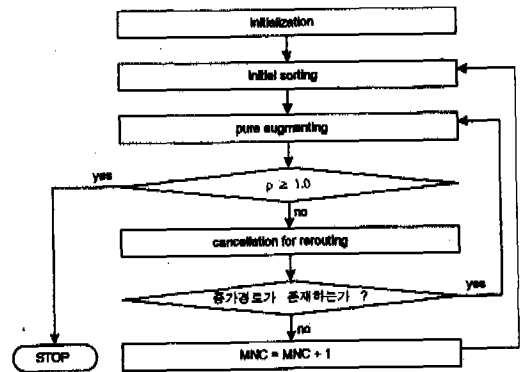 initialization
initial sorting
pure augmenting
yes
ρ ≥ 1.0
no
cancellation for rerouting
yes
증가경로가 존재하는가 ?
no
STOP
MNC = MNC + 1